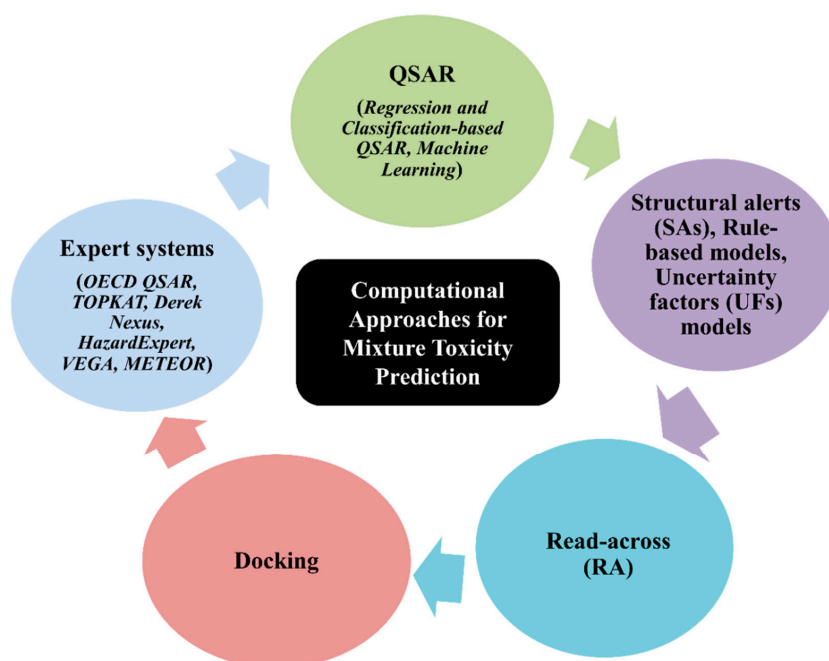 QSAR
(Regression and
Classification-based
QSAR, Machine
Learning)
Structural alerts
(SAs), Rule-
based models,
Uncertainty
factors (UFs)
models
Expert systems
(OECD QSAR,
TOPKAT, Derek
Nexus,
HazardExpert,
VEGA, METEOR)
Computational
Approaches for
Mixture Toxicity
Prediction
Docking
Read-across
(RA)